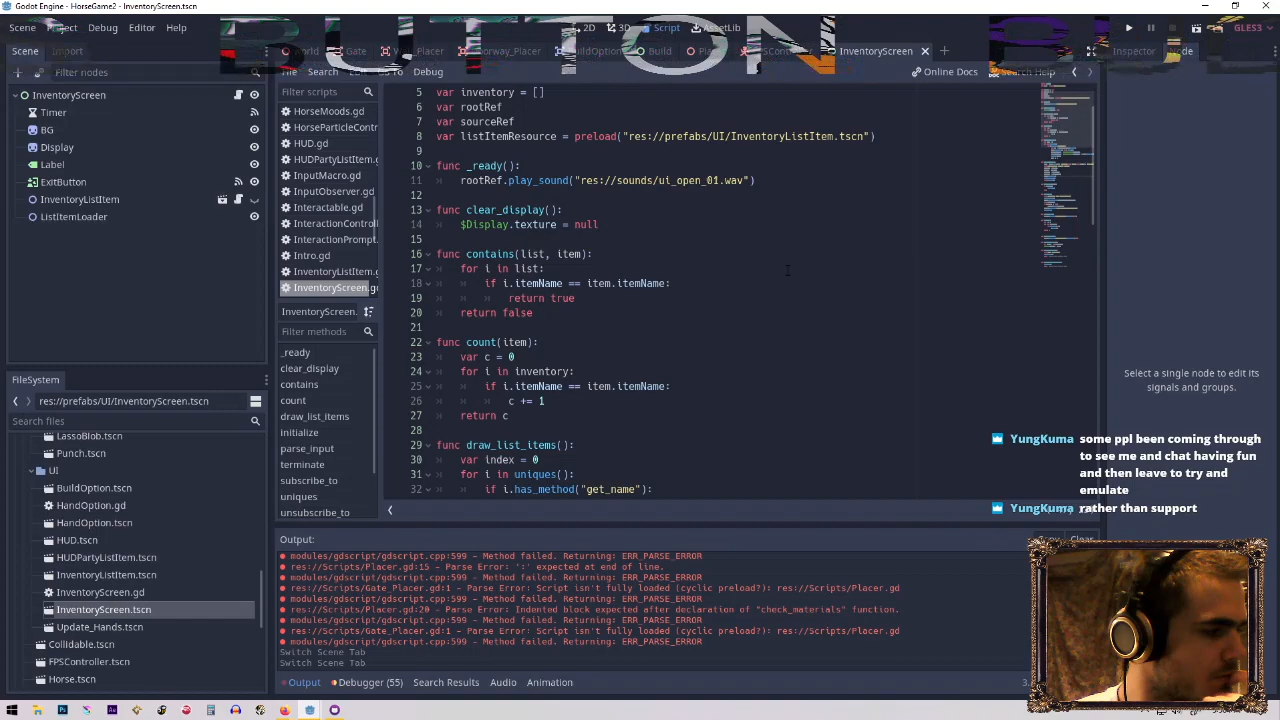 Godot Engine - HorseGame2 - InventoryScreen.tscn
Scene Project Debug Editor Help
2D 3D Script AssetLib
GLES3
BUTTON
Scene Import
Gate
Placer
Doorway_Placer
BuildOption
Build
InventoryScreen
Inspector Node
Filter nodes
Search
Debug
Online Docs
Search Help
InventoryScreen
Timer
BG
Display
Label
ExitButton
InventoryListItem
ListItemLoader
Filter scripts
HUD.gd
InputMacro.gd
Intro.gd
InventoryScreen.
Filter methods
_ready
clear_display
contains
count
draw_list_items
initialize
parse_input
terminate
subscribe_to
uniques
unsubscribe_to
5 var inventory = []
6 var rootRef
7 var sourceRef
8 var listItemResource = preload("res://prefabs/UI/InventoryListItem.tscn")
9
10 func _ready():
11 rootRef.play_sound("res://sounds/ui_open_01.wav")
12
13 func clear_display():
14 $Display.texture = null
15
16 func contains(list, item):
17 for i in list:
18 if i.itemName == item.itemName:
19 return true
20 return false
21
22 func count(item):
23 var c = 0
24 for i in inventory:
25 if i.itemName == item.itemName:
26 c += 1
27 return c
28
29 func draw_list_items():
30 var index = 0
31 for i in uniques():
32 if i.has_method("get_name"):
Select a single node to edit its
signals and groups.
FileSystem
res://prefabs/UI/InventoryScreen.tscn
Search files
LassoBlob.tscn
Punch.tscn
UI
BuildOption.tscn
HandOption.gd
HandOption.tscn
HUD.tscn
HUDPartyListItem.tscn
InventoryListItem.tscn
InventoryScreen.gd
InventoryScreen.tscn
Update_Hands.tscn
Collidable.tscn
FPSController.tscn
Horse.tscn
YungKuma some ppl been coming through
to see me and chat having fun
and then leave to try and
emulate
YungKuma rather than support
Output:
modules/gdscript/gdscript.cpp:599 - Method failed. Returning: ERR_PARSE_ERROR
res://Scripts/Placer.gd:15 - Parse Error: ':' expected at end of line.
modules/gdscript/gdscript.cpp:599 - Method failed. Returning: ERR_PARSE_ERROR
res://Scripts/Gate_Placer.gd:1 - Parse Error: Script isn't fully loaded (cyclic preload?): res://Scripts/Placer.gd
modules/gdscript/gdscript.cpp:599 - Method failed. Returning: ERR_PARSE_ERROR
res://Scripts/Placer.gd:20 - Parse Error: Indented block expected after declaration of "check_materials" function.
modules/gdscript/gdscript.cpp:599 - Method failed. Returning: ERR_PARSE_ERROR
res://Scripts/Gate_Placer.gd:1 - Parse Error: Script isn't fully loaded (cyclic preload?): res://Scripts/Placer.gd
modules/gdscript/gdscript.cpp:599 - Method failed. Returning: ERR_PARSE_ERROR
Switch Scene Tab
Switch Scene Tab
Output Debugger (55) Search Results Audio Animation